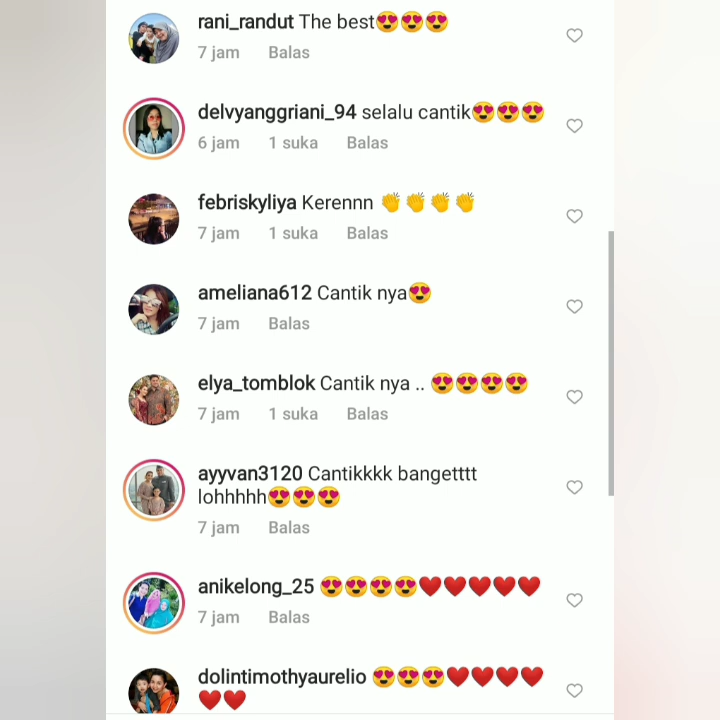 rani_randut The best😍😍😍
7 jam Balas
delvyanggriani_94 selalu cantik😍😍😍
6 jam 1 suka Balas
febriskyliya Kerennn 👏👏👏👏
7 jam 1 suka Balas
ameliana612 Cantik nya😍
7 jam Balas
elya_tomblok Cantik nya .. 😍😍😍😍
7 jam 1 suka Balas
ayyvan3120 Cantikkkk bangetttt
lohhhhh😍😍😍
7 jam Balas
anikelong_25 😍😍😍😍❤️❤️❤️❤️❤️
7 jam Balas
dolintimothyaurelio 😍😍😍❤️❤️❤️❤️
❤️❤️